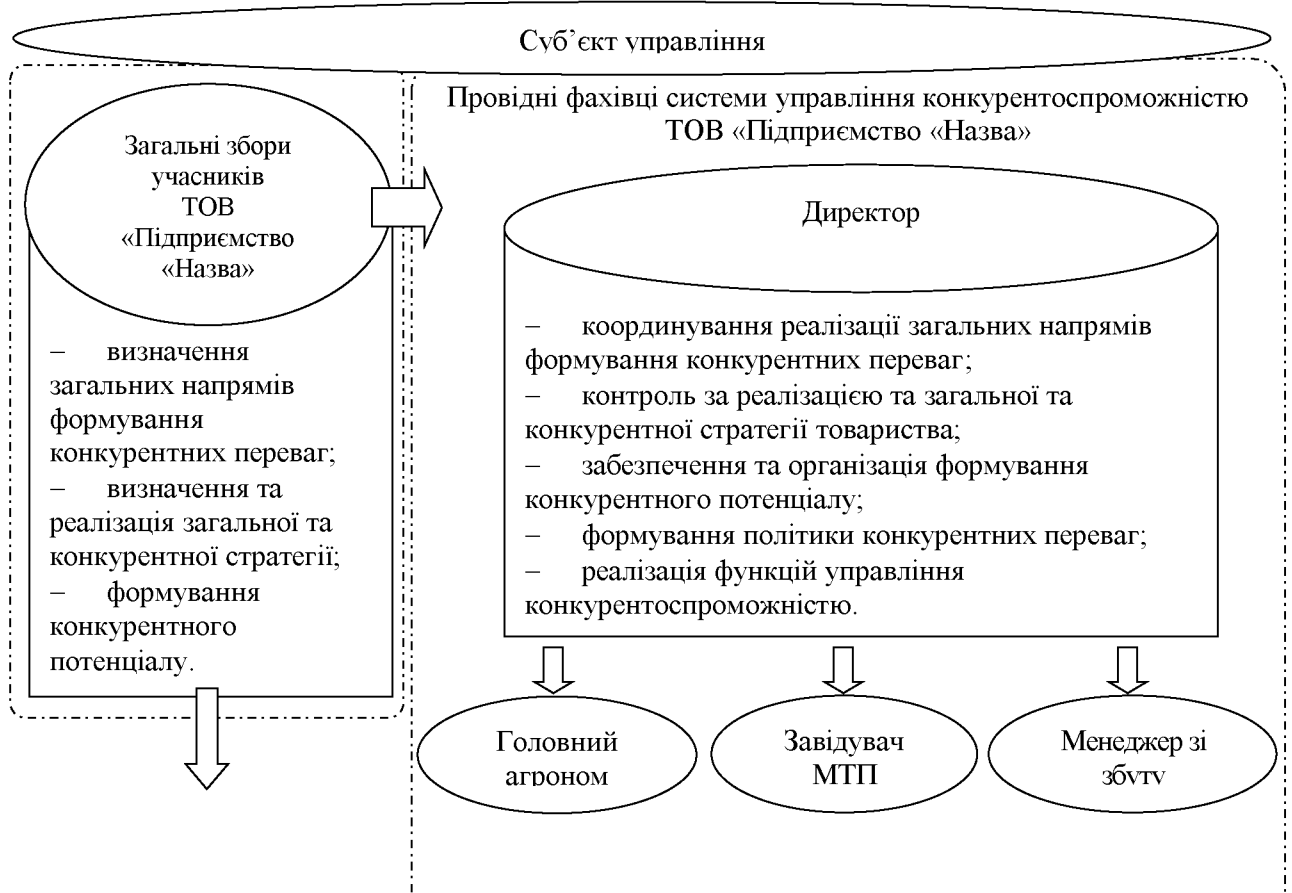 Суб’єкт управління
Загальні збори
учасників
ТОВ
«Підприємство
«Назва»
– визначення
загальних напрямів
формування
конкурентних переваг;
– визначення та
реалізація загальної та
конкурентної стратегії;
– формування
конкурентного
потенціалу.
Провідні фахівці системи управління конкурентоспроможністю
ТОВ «Підприємство «Назва»
Директор
– координування реалізації загальних напрямів
формування конкурентних переваг;
– контроль за реалізацією та загальної та
конкурентної стратегії товариства;
– забезпечення та організація формування
конкурентного потенціалу;
– формування політики конкурентних переваг;
– реалізація функцій управління
конкурентоспроможністю.
Головний
агроном
Завідувач
МТП
Менеджер зі
збуту